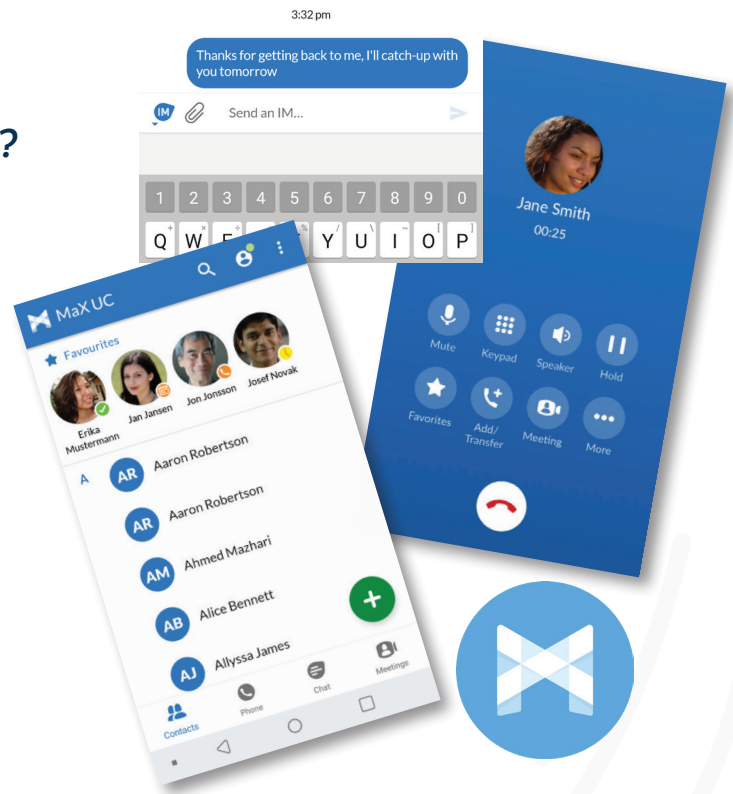 ?
3:32 pm
Thanks for getting back to me, I'll catch-up with
you tomorrow
IM
Send an IM...
1 2 3 4 5 6 7 8 9 0
Q W E Y U I O P
+ × ÷ % / \ ~ [ ]
Jane Smith
00:25
Mute Keypad Speaker Hold
Favorites Add/
Transfer Meeting More
MaX UC
Favourites
Erika
Mustermann Jan Jansen Jon Jonsson Josef Novak
A
AR Aaron Robertson
AR Aaron Robertson
AM Ahmed Mazhari
AB Alice Bennett
AJ Allyssa James
Contacts Phone Chat Meetings